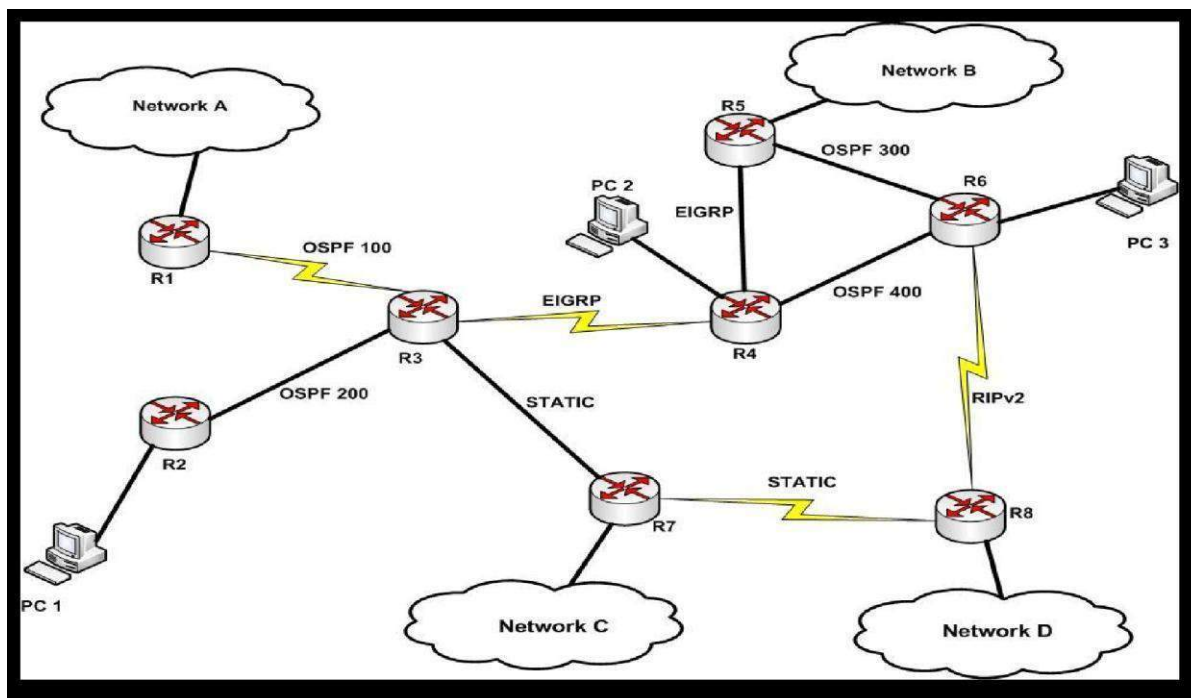 Network A
Network B
R5
OSPF 300
PC 2
R6
EIGRP
PC 3
R1
OSPF 100
EIGRP
OSPF 400
R3
R4
OSPF 200
STATIC
RIPv2
R2
STATIC
R7
R8
PC 1
Network C
Network D